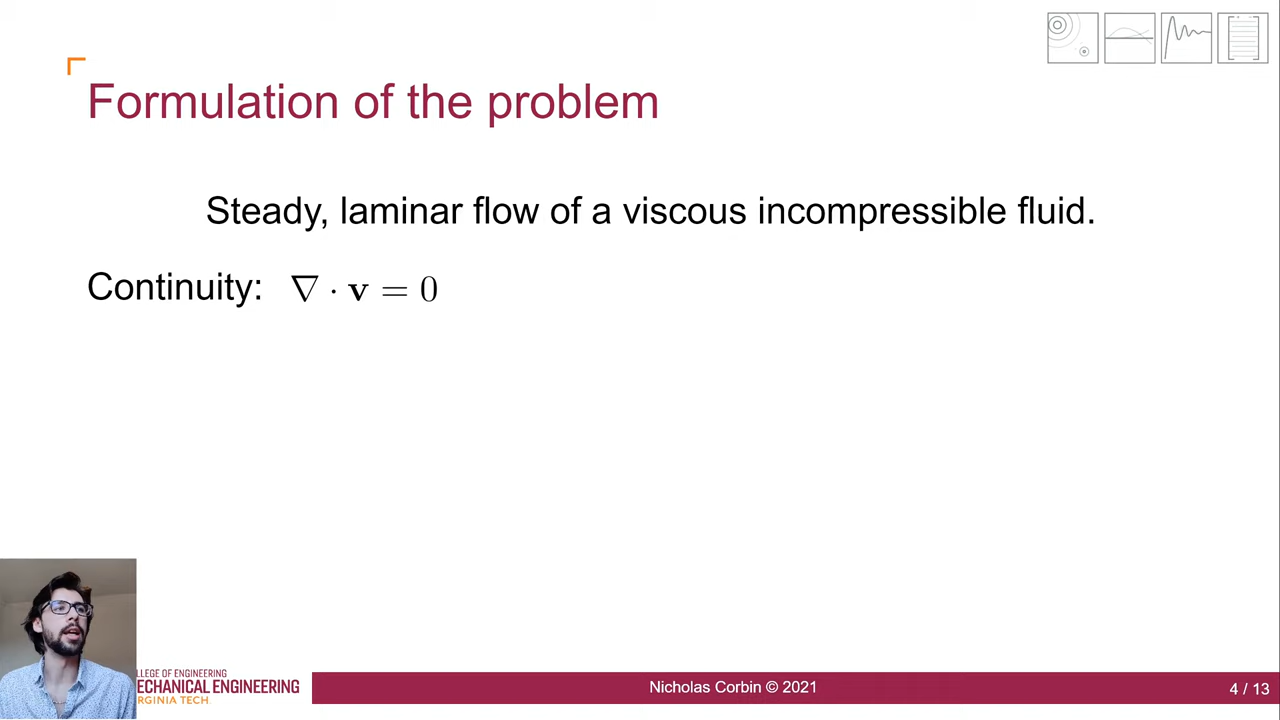 Formulation of the problem
Steady, laminar flow of a viscous incompressible fluid.
Continuity: ∇ · v = 0
LLEGE OF ENGINEERING
ECHANICAL ENGINEERING
RGINIA TECH
Nicholas Corbin © 2021
4 / 13